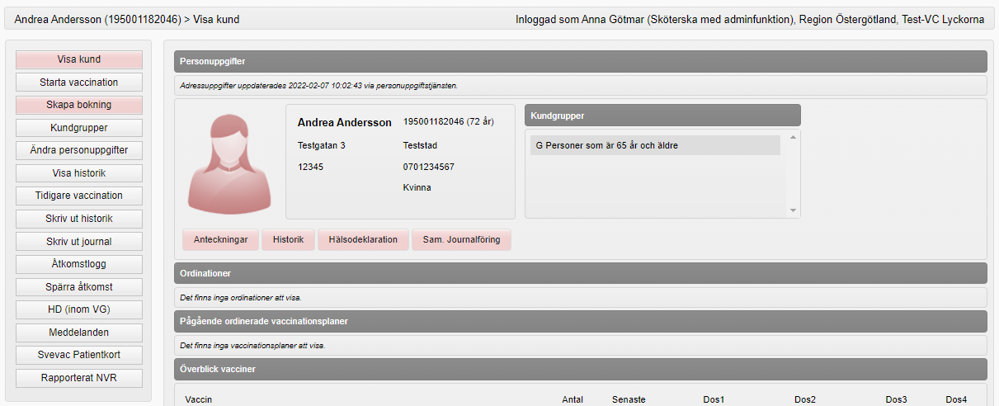 Andrea Andersson (195001182046) > Visa kund
Inloggad som Anna Götmar (Sköterska med adminfunktion), Region Östergötland, Test-VC Lyckorna
Visa kund
Starta vaccination
Skapa bokning
Kundgrupper
Ändra personuppgifter
Visa historik
Tidigare vaccination
Skriv ut historik
Skriv ut journal
Åtkomstlogg
Spärra åtkomst
HD (inom VG)
Meddelanden
Svevac Patientkort
Rapporterat NVR
Personuppgifter
Adressuppgifter uppdaterades 2022-02-07 10:02:43 via personuppgiftstjänsten.
Andrea Andersson 195001182046 (72 år)
Testgatan 3 Teststad
12345 0701234567
Kvinna
Kundgrupper
G Personer som är 65 år och äldre
Anteckningar Historik Hälsodeklaration Sam. Journalföring
Ordinationer
Det finns inga ordinationer att visa.
Pågående ordinerade vaccinationsplaner
Det finns inga vaccinationsplaner att visa.
Överblick vacciner
Vaccin Antal Senaste Dos1 Dos2 Dos3 Dos4